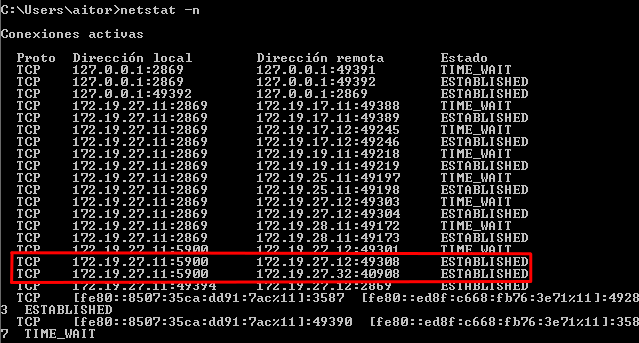 C:\Users\aitor>netstat -n
Conexiones activas
Proto Dirección local Dirección remota Estado
TCP 127.0.0.1:2869 127.0.0.1:49391 TIME_WAIT
TCP 127.0.0.1:2869 127.0.0.1:49392 ESTABLISHED
TCP 127.0.0.1:49392 127.0.0.1:2869 ESTABLISHED
TCP 172.19.27.11:2869 172.19.17.11:49388 TIME_WAIT
TCP 172.19.27.11:2869 172.19.17.11:49389 ESTABLISHED
TCP 172.19.27.11:2869 172.19.17.12:49245 TIME_WAIT
TCP 172.19.27.11:2869 172.19.17.12:49246 ESTABLISHED
TCP 172.19.27.11:2869 172.19.19.11:49218 TIME_WAIT
TCP 172.19.27.11:2869 172.19.19.11:49219 ESTABLISHED
TCP 172.19.27.11:2869 172.19.25.11:49197 TIME_WAIT
TCP 172.19.27.11:2869 172.19.25.11:49198 ESTABLISHED
TCP 172.19.27.11:2869 172.19.27.12:49303 TIME_WAIT
TCP 172.19.27.11:2869 172.19.27.12:49304 ESTABLISHED
TCP 172.19.27.11:2869 172.19.28.11:49172 TIME_WAIT
TCP 172.19.27.11:2869 172.19.28.11:49173 ESTABLISHED
TCP 172.19.27.11:5900 172.19.27.12:49301 TIME_WAIT
TCP 172.19.27.11:5900 172.19.27.12:49308 ESTABLISHED
TCP 172.19.27.11:5900 172.19.27.32:40908 ESTABLISHED
TCP 172.19.27.11:49394 172.19.27.12:2869 ESTABLISHED
TCP [fe80::8507:35ca:dd91:7ac%11]:3587 [fe80::ed8f:c668:fb76:3e71%11]:4928
3 ESTABLISHED
TCP [fe80::8507:35ca:dd91:7ac%11]:49390 [fe80::ed8f:c668:fb76:3e71%11]:358
7 TIME_WAIT